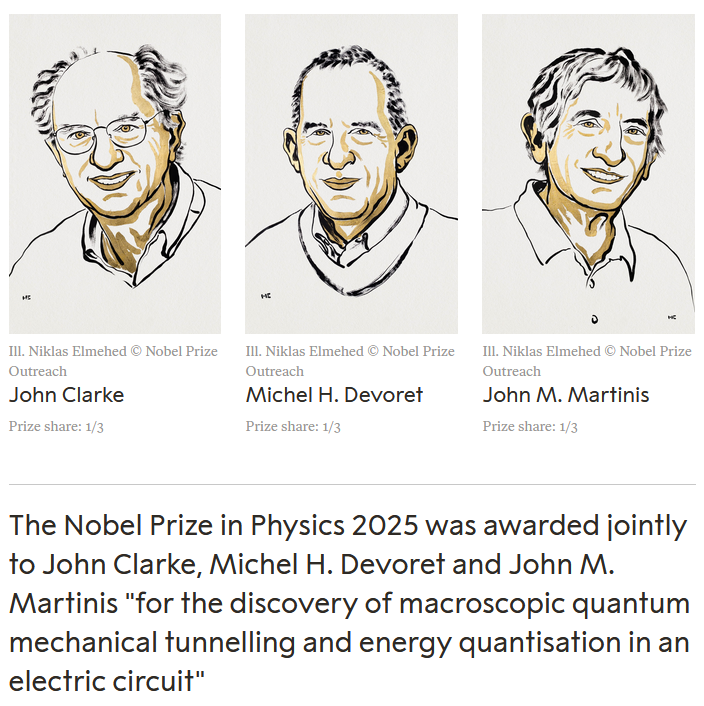 Ill. Niklas Elmehed © Nobel Prize
Outreach
John Clarke
Prize share: 1/3
Ill. Niklas Elmehed © Nobel Prize
Outreach
Michel H. Devoret
Prize share: 1/3
Ill. Niklas Elmehed © Nobel Prize
Outreach
John M. Martinis
Prize share: 1/3
The Nobel Prize in Physics 2025 was awarded jointly
to John Clarke, Michel H. Devoret and John M.
Martinis "for the discovery of macroscopic quantum
mechanical tunnelling and energy quantisation in an
electric circuit"